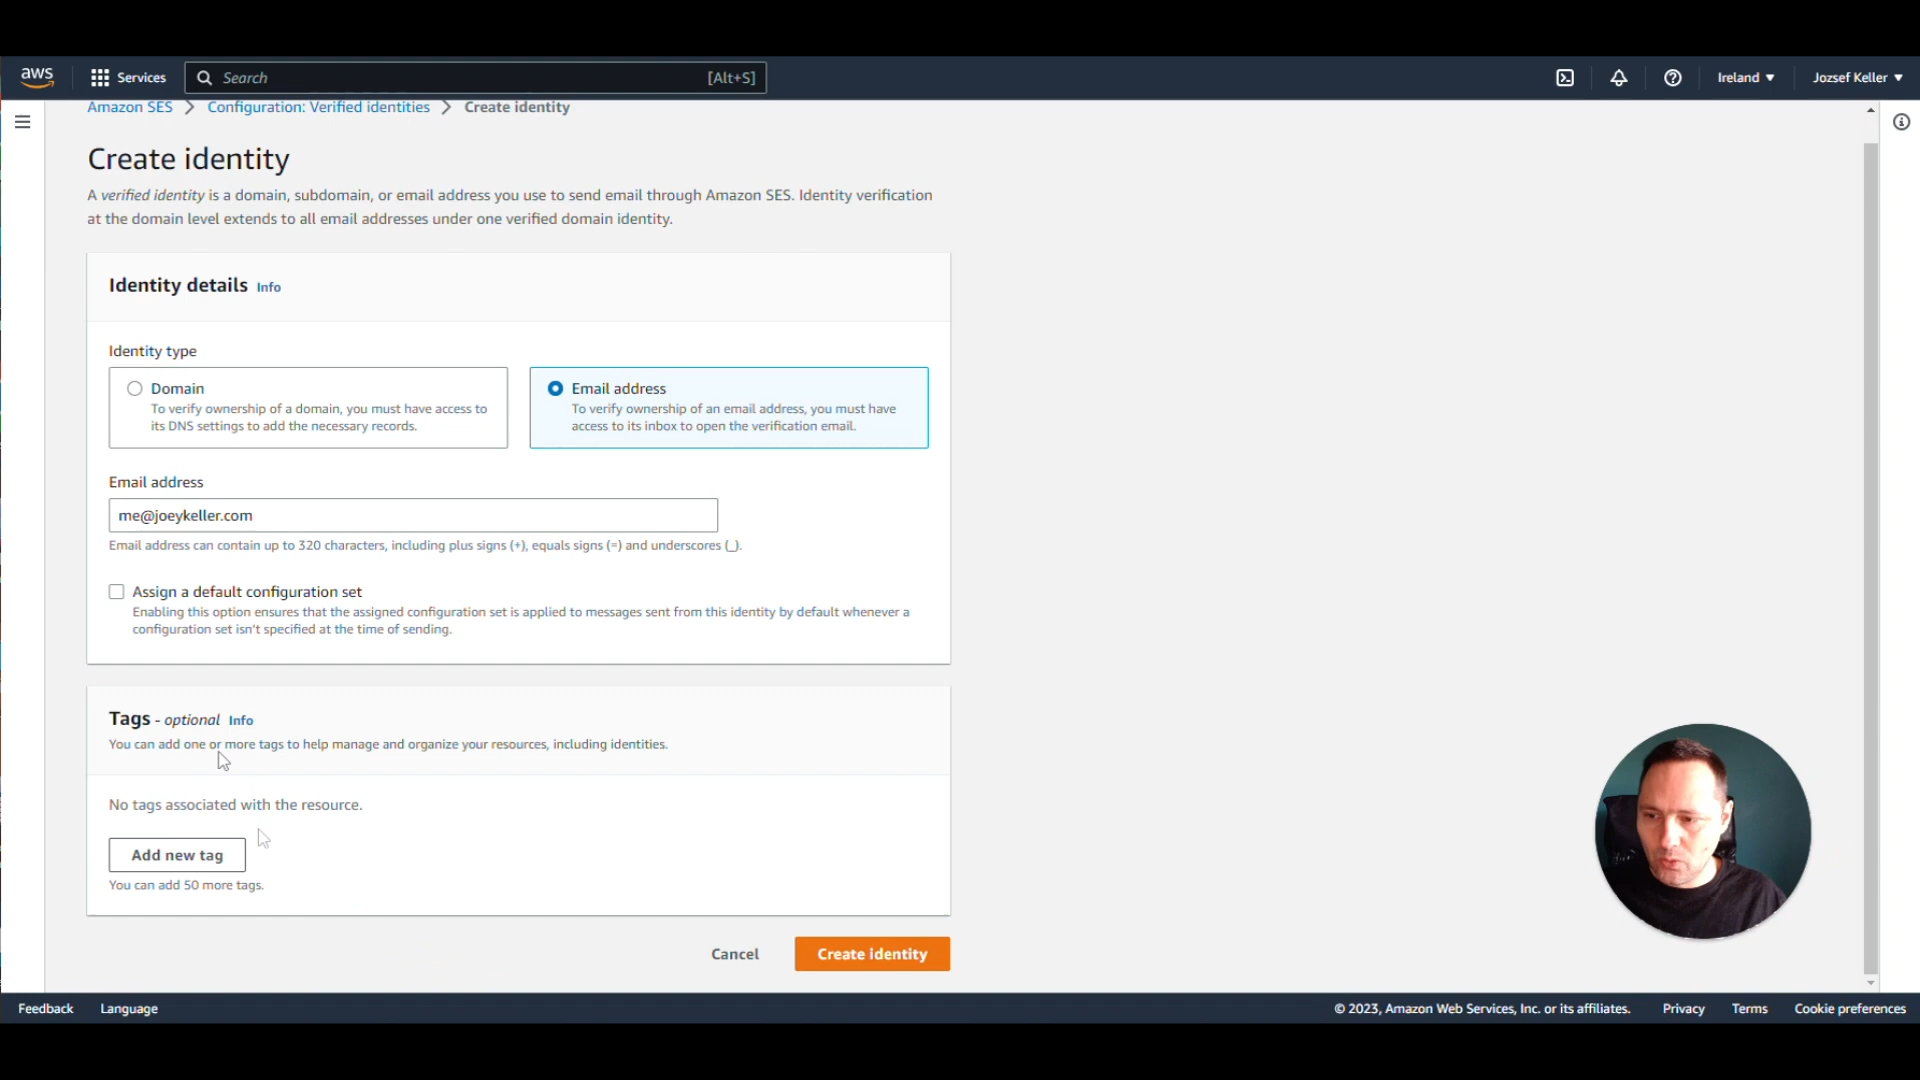 aws
Services
Search
[Alt+S]
Ireland
Jozsef Keller
Amazon SES
Configuration: Verified identities
Create identity
Create identity
A verified identity is a domain, subdomain, or email address you use to send email through Amazon SES. Identity verification
at the domain level extends to all email addresses under one verified domain identity.
Identity details Info
Identity type
Domain
To verify ownership of a domain, you must have access to
its DNS settings to add the necessary records.
Email address
To verify ownership of an email address, you must have
access to its inbox to open the verification email.
Email address
me@joeykeller.com
Email address can contain up to 320 characters, including plus signs (+), equals signs (=) and underscores (_).
Assign a default configuration set
Enabling this option ensures that the assigned configuration set is applied to messages sent from this identity by default whenever a
configuration set isn't specified at the time of sending.
Tags - optional Info
You can add one or more tags to help manage and organize your resources, including identities.
No tags associated with the resource.
Add new tag
You can add 50 more tags.
Cancel
Create identity
Feedback
Language
© 2023, Amazon Web Services, Inc. or its affiliates.
Privacy
Terms
Cookie preferences